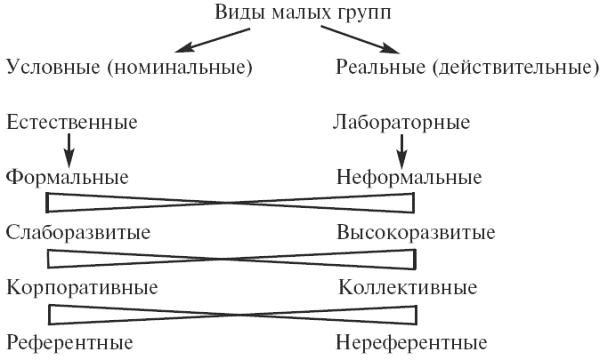 Виды малых групп
Условные (номинальные) Реальные (действительные)
Естественные Лабораторные
Формальные Неформальные
Слаборазвитые Высокоразвитые
Корпоративные Коллективные
Референтные Нереферентные